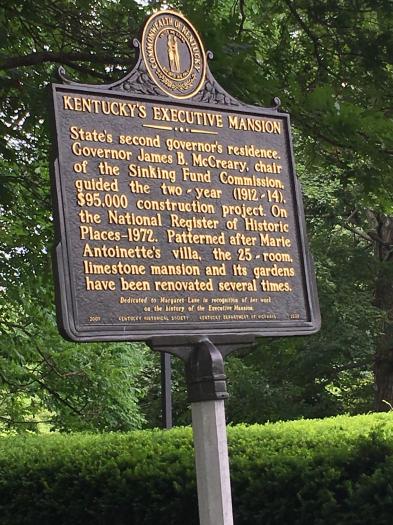 COMMONWEALTH OF KENTUCKY
KENTUCKY'S EXECUTIVE MANSION
State's second governor's residence.
Governor James B. McCreary, chair
of the Sinking Fund Commission,
guided the two-year (1912-14),
$95,000 construction project. On
the National Register of Historic
Places-1972. Patterned after Marie
Antoinette's villa, the 25-room,
limestone mansion and its gardens
have been renovated several times.
Dedicated to Margaret Lane in recognition of her work
on the history of the Executive Mansion.
KENTUCKY HISTORICAL SOCIETY KENTUCKY DEPARTMENT OF HIGHWAYS